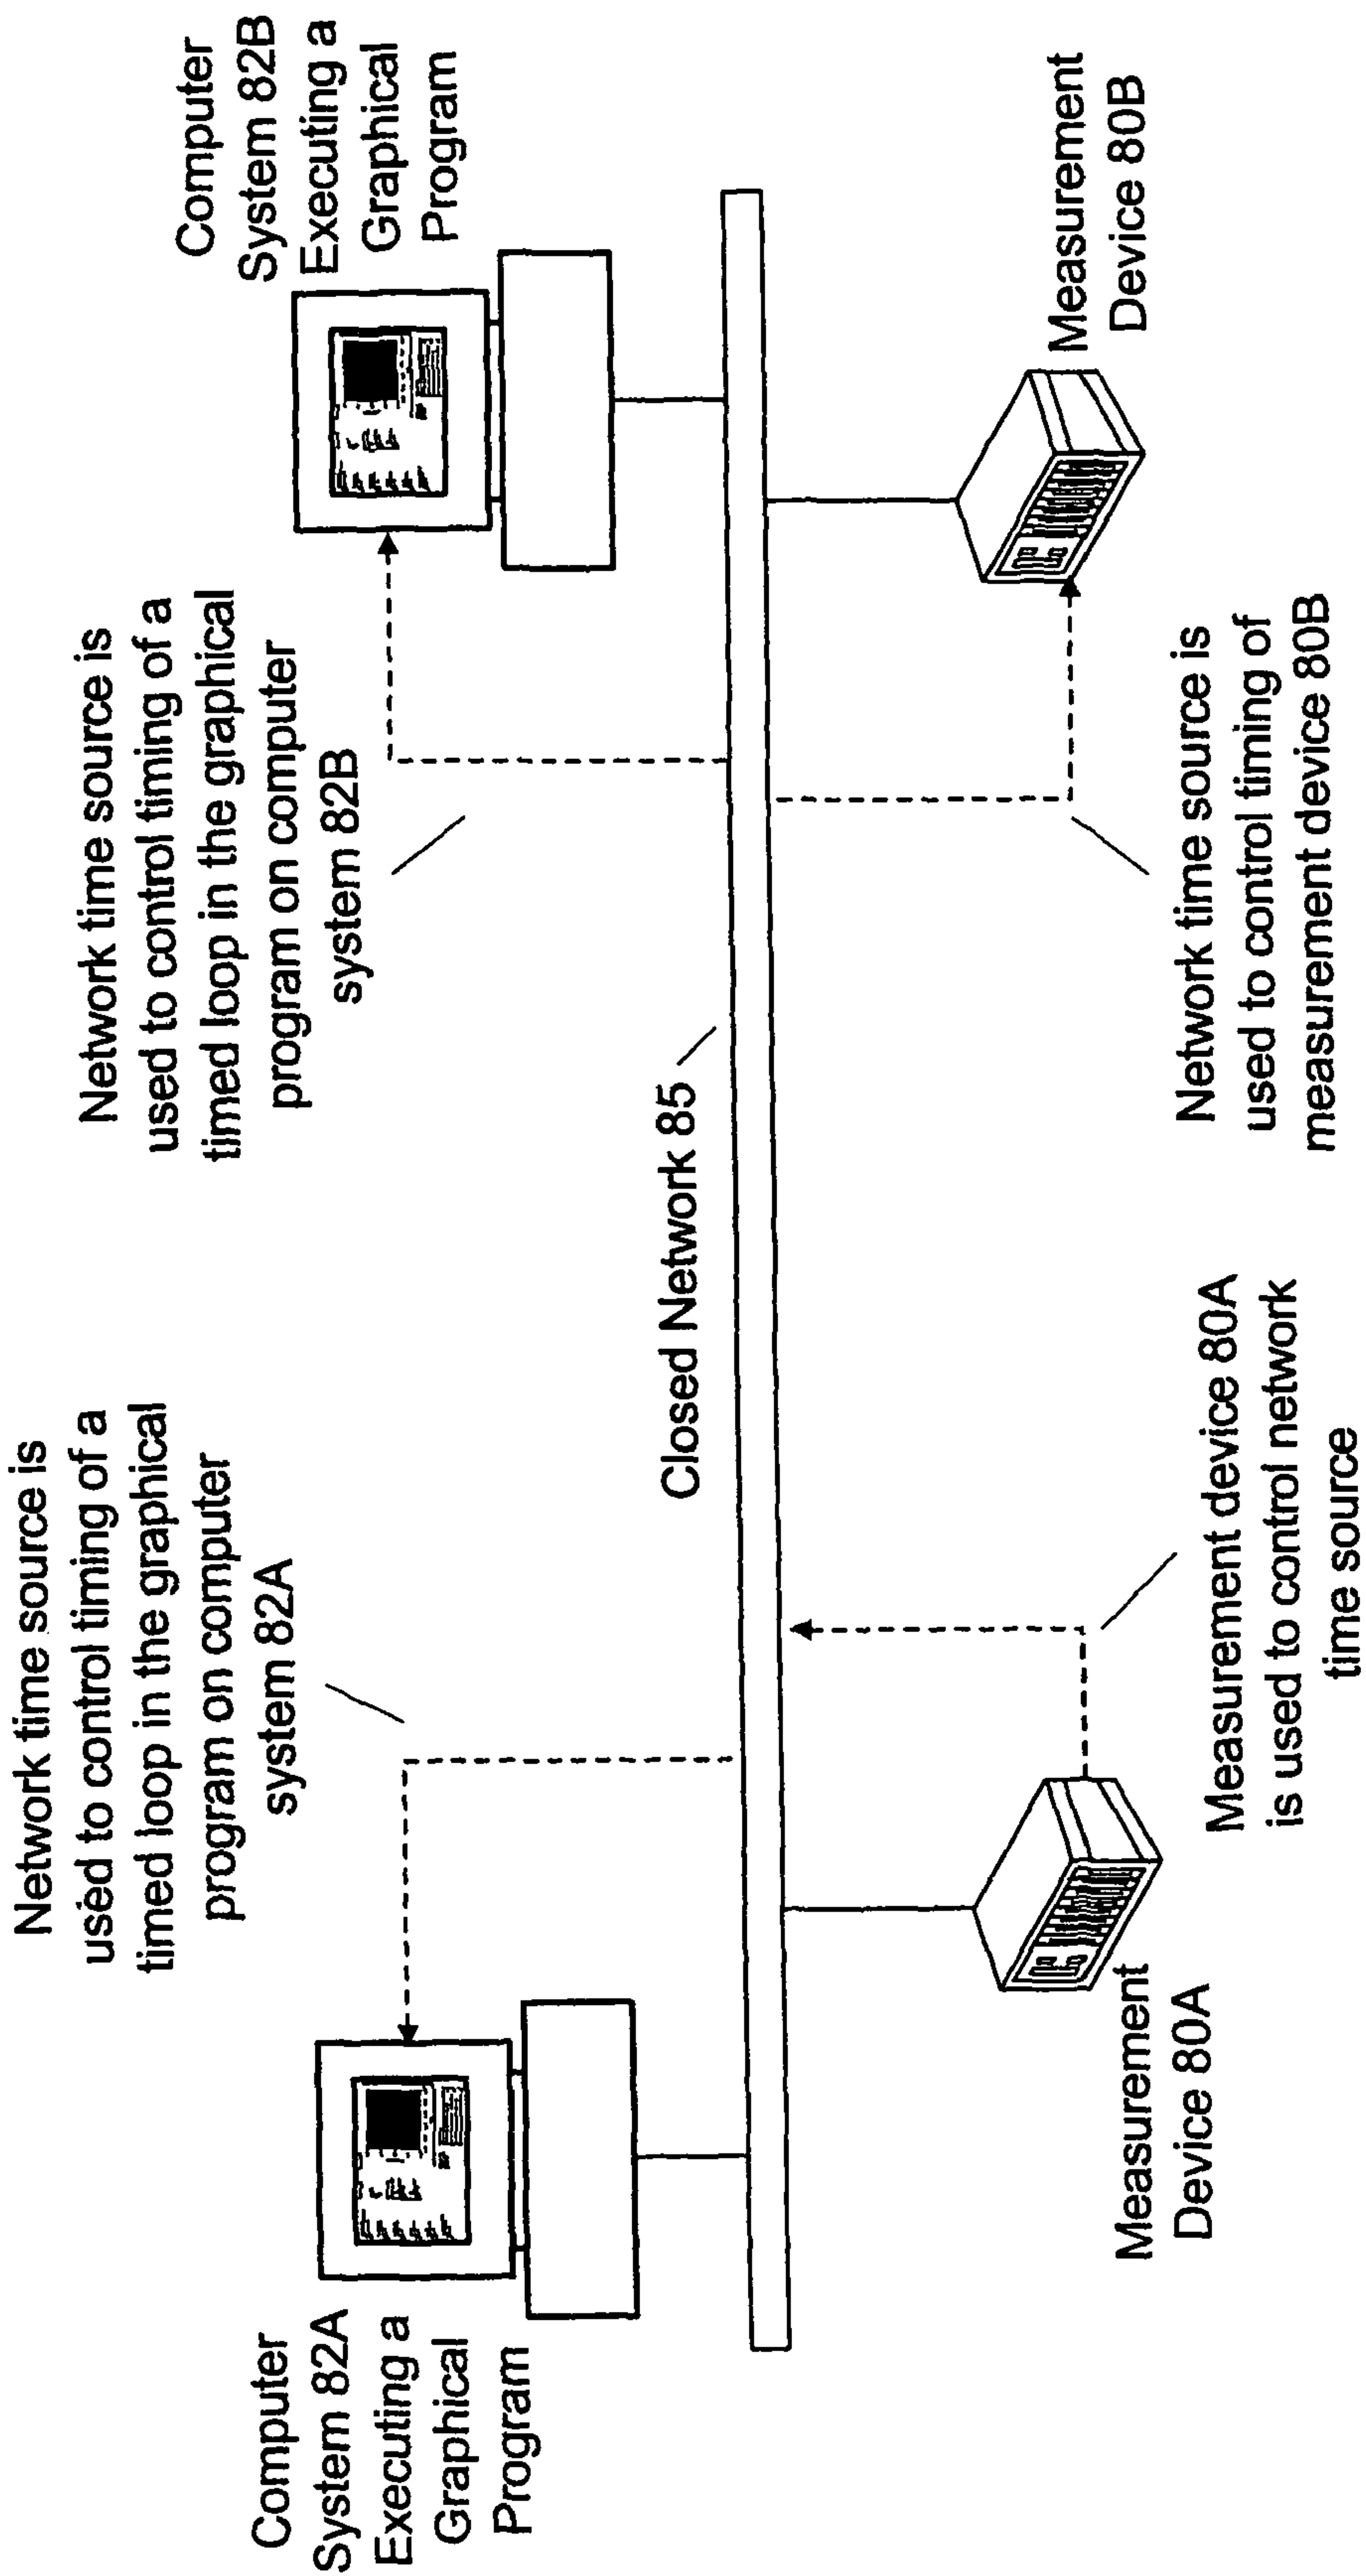 Computer
System 82A
Executing a
Graphical
Program
Network time source is
used to control timing of a
timed loop in the graphical
program on computer
system 82A
Network time source is
used to control timing of a
timed loop in the graphical
program on computer
system 82B
Computer
System 82B
Executing a
Graphical
Program
Closed Network 85
Measurement
Device 80A
Measurement device 80A
is used to control network
time source
Network time source is
used to control timing of
measurement device 80B
Measurement
Device 80B